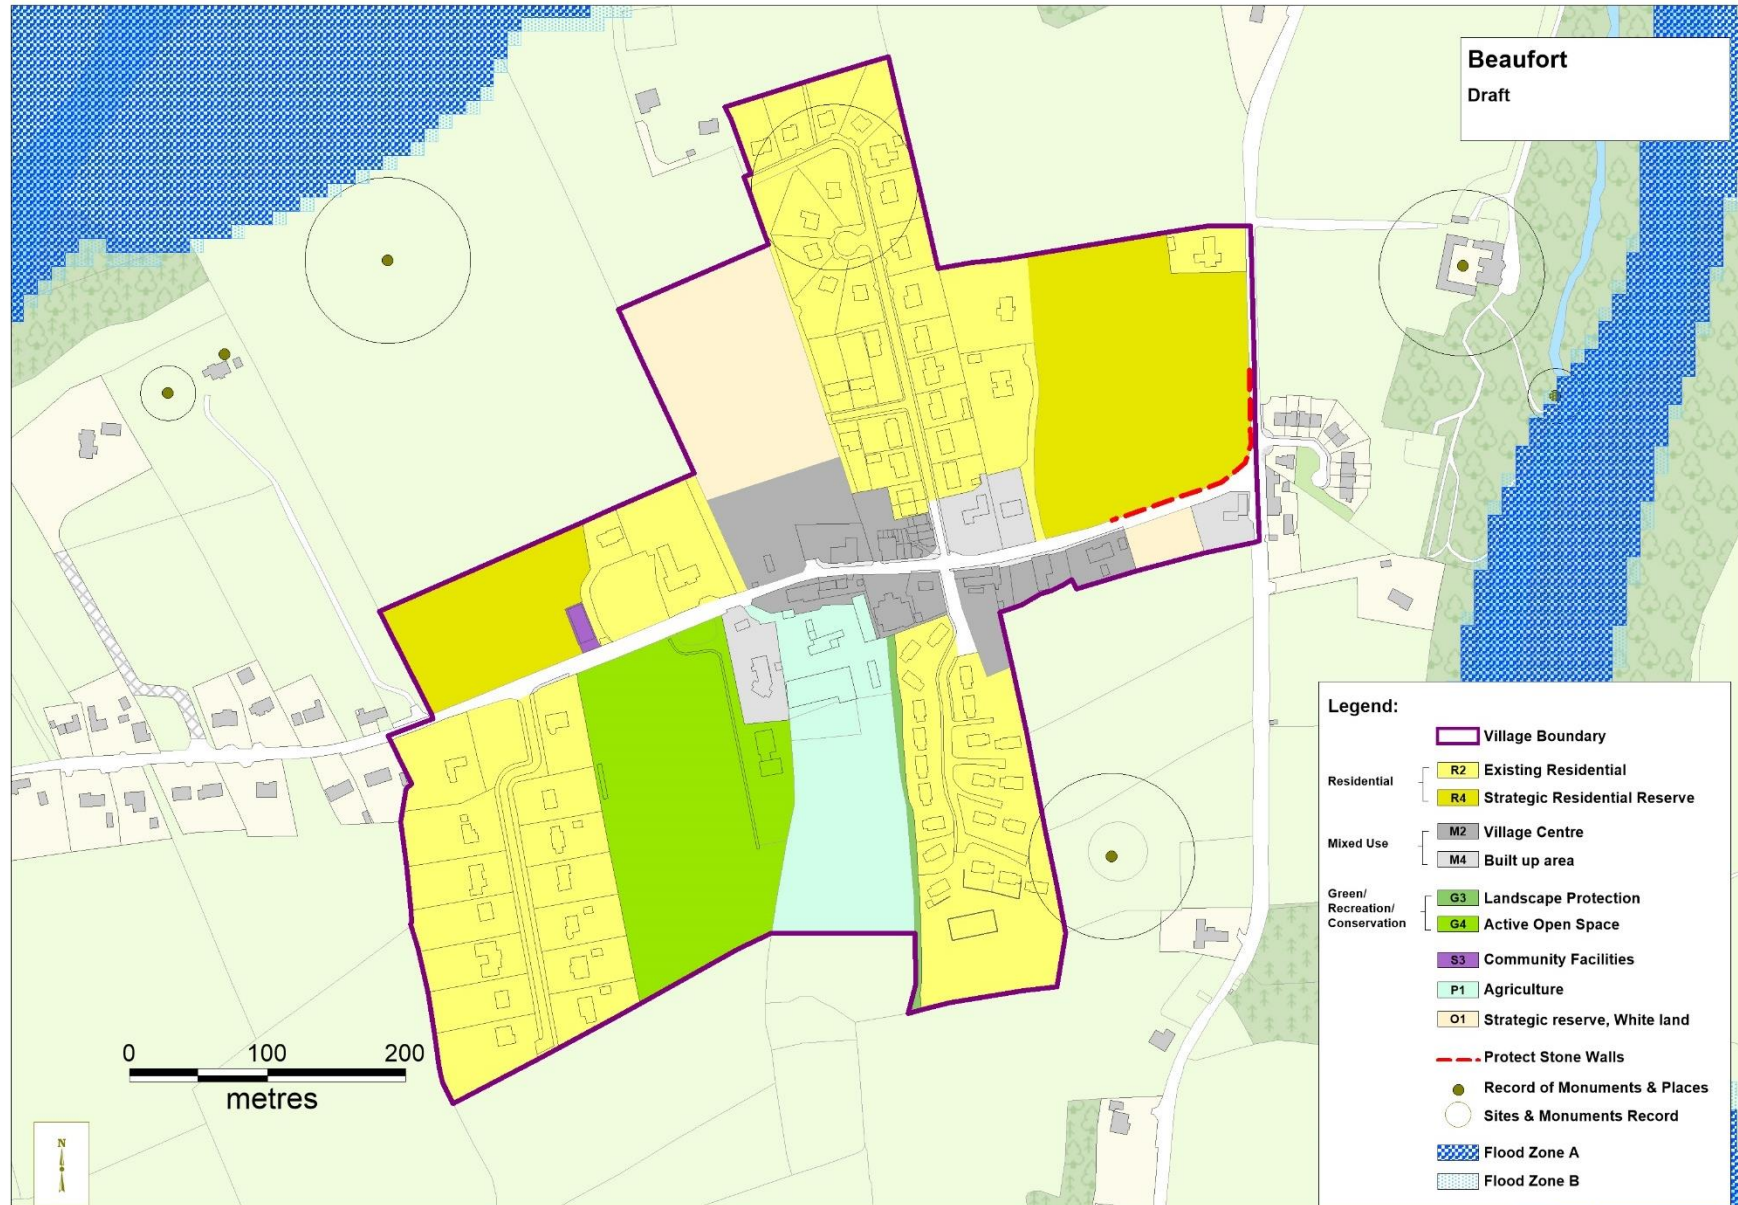 Beaufort
Draft
Legend:
Village Boundary
Residential
R2 Existing Residential
R4 Strategic Residential Reserve
Mixed Use
M2 Village Centre
M4 Built up area
Green/
Recreation/
Conservation
G3 Landscape Protection
G4 Active Open Space
S3 Community Facilities
P1 Agriculture
O1 Strategic reserve, White land
Protect Stone Walls
Record of Monuments & Places
Sites & Monuments Record
Flood Zone A
Flood Zone B
0 100 200
metres
N